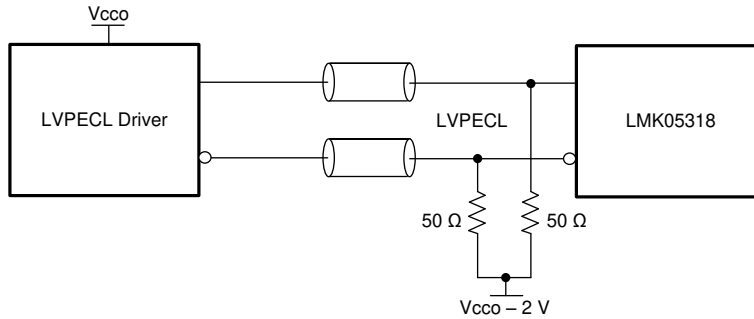 Vcco
LVPECL Driver
LVPECL
LMK05318
50 Ω
50 Ω
Vcco – 2 V